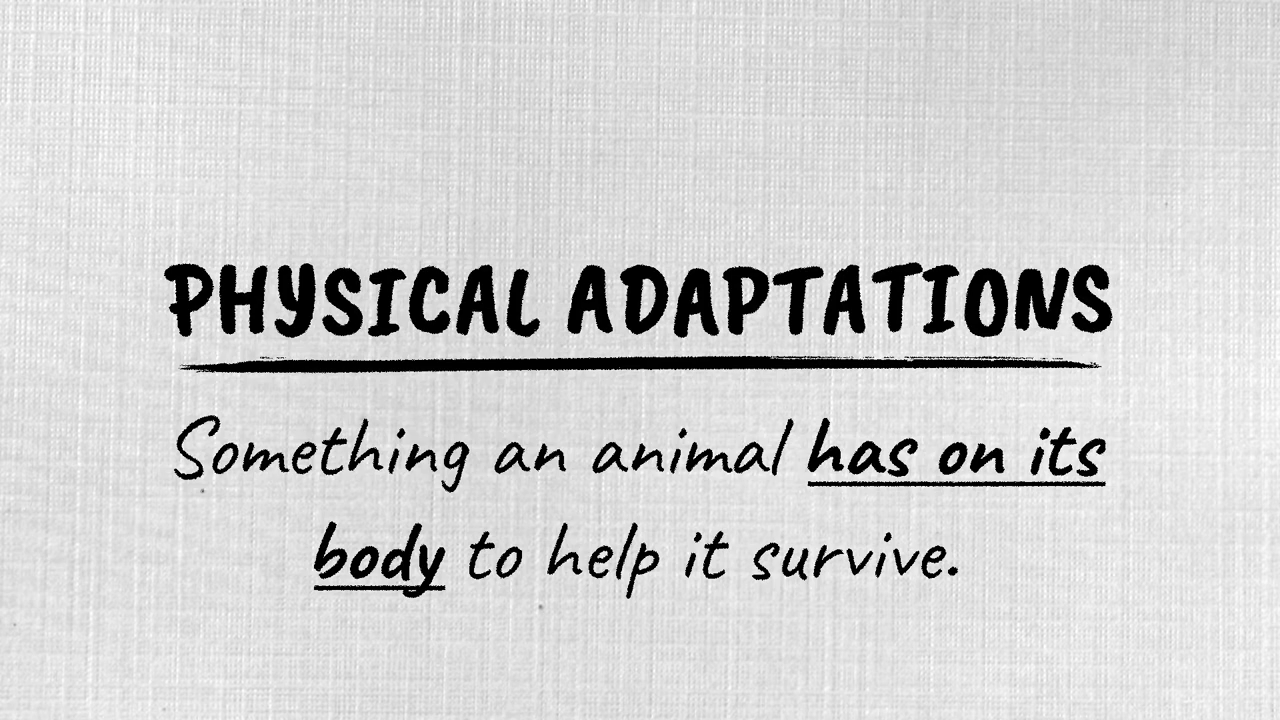 PHYSICAL ADAPTATIONS
Something an animal has on its
body to help it survive.